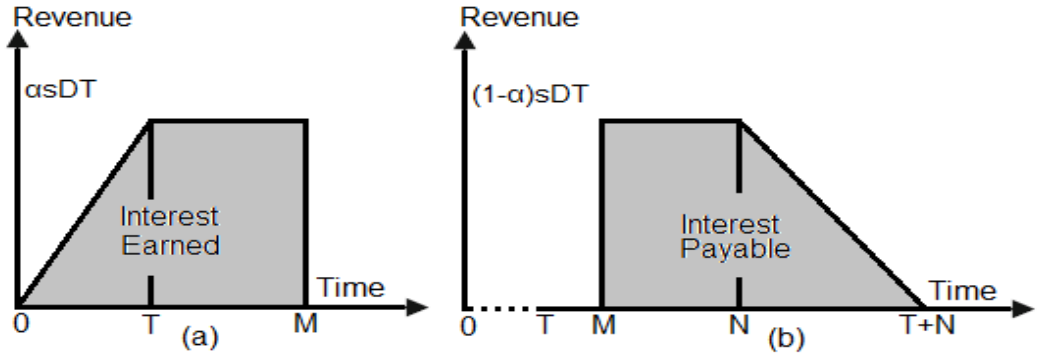 Revenue
αsDT
Interest
Earned
Time
0 T M
(a)
Revenue
(1-α)sDT
Interest
Payable
Time
0 T M N T+N
(b)